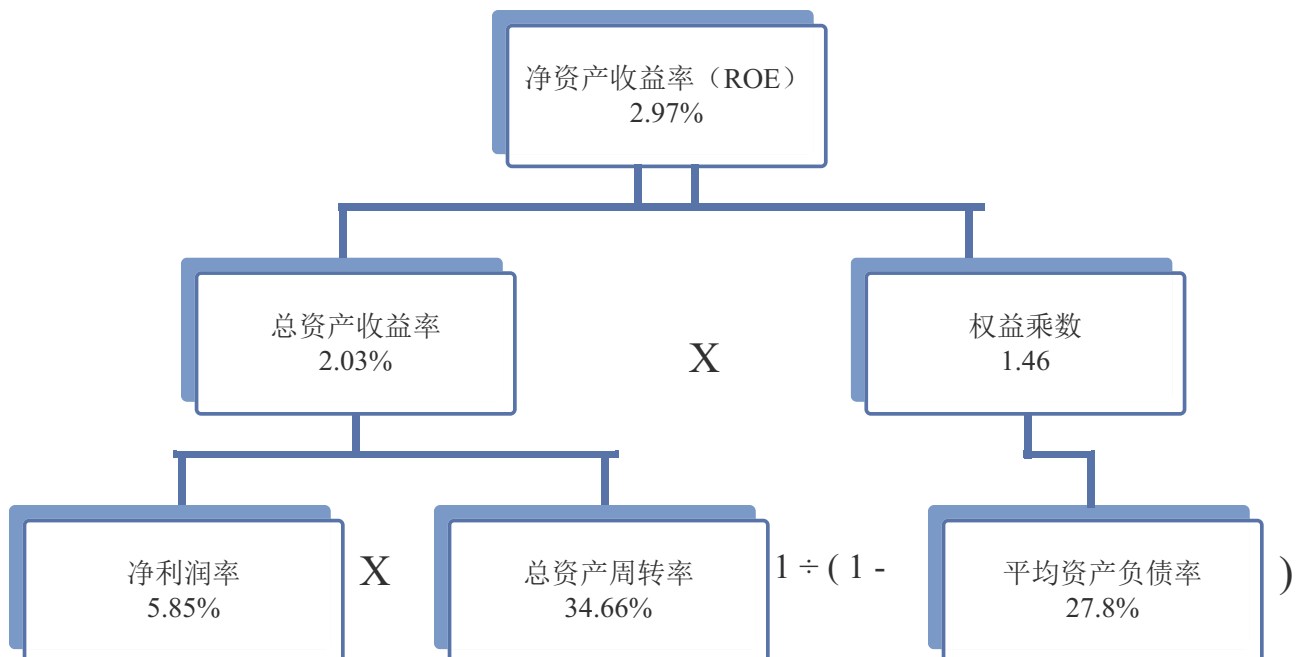 净资产收益率（ROE）
2.97%
总资产收益率
2.03%
X
权益乘数
1.46
净利润率
5.85%
X
总资产周转率
34.66%
1 ÷ ( 1 -
平均资产负债率
27.8%
)